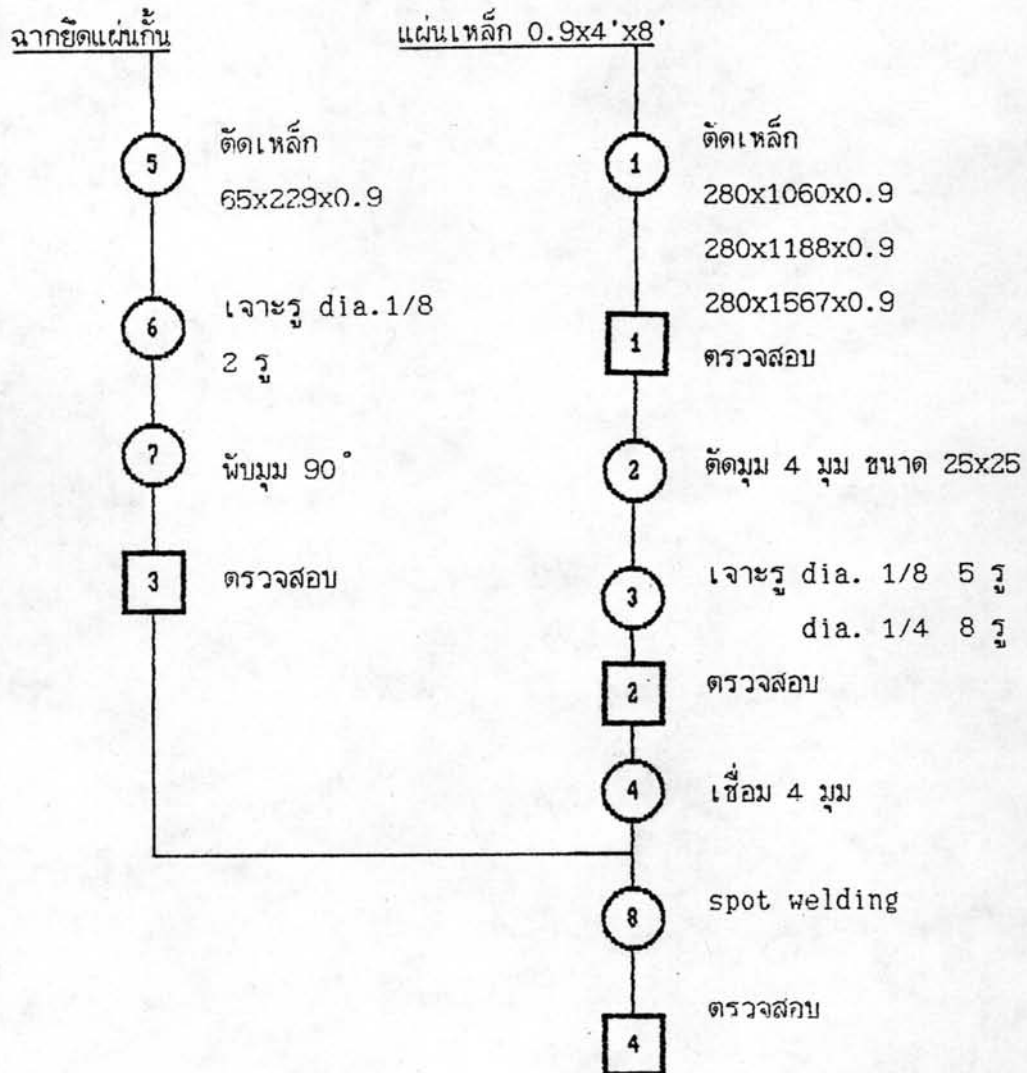 ฉากยึดแผ่นกั้น
แผ่นเหล็ก 0.9x4'x8'
5
ตัดเหล็ก
65x229x0.9
6
เจาะรู dia.1/8
2 รู
7
พับมุม 90°
3
ตรวจสอบ
1
ตัดเหล็ก
280x1060x0.9
280x1188x0.9
280x1567x0.9
1
ตรวจสอบ
2
ตัดมุม 4 มุม ขนาด 25x25
3
เจาะรู dia. 1/8 5 รู
dia. 1/4 8 รู
2
ตรวจสอบ
4
เชื่อม 4 มุม
8
spot welding
4
ตรวจสอบ